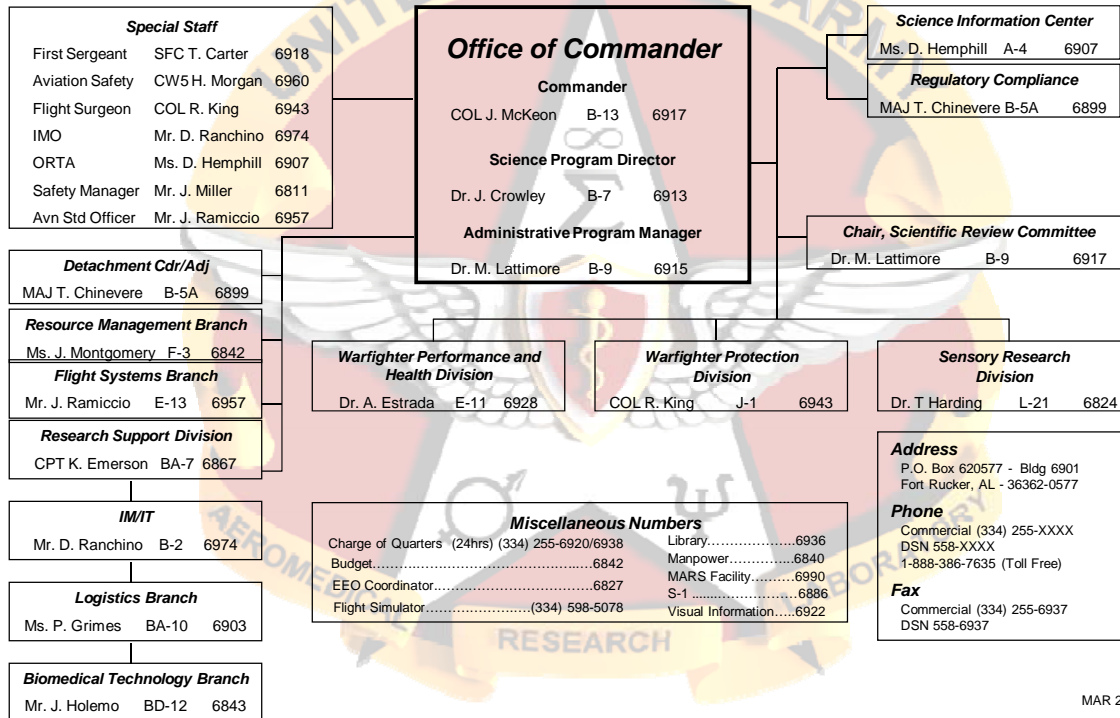 Special Staff
First Sergeant SFC T. Carter 6918
Aviation Safety CW5 H. Morgan 6960
Flight Surgeon COL R. King 6943
IMO Mr. D. Ranchino 6974
ORTA Ms. D. Hemphill 6907
Safety Manager Mr. J. Miller 6811
Avn Std Officer Mr. J. Ramiccio 6957
Office of Commander
Commander
COL J. McKeon B-13 6917
Science Program Director
Dr. J. Crowley B-7 6913
Administrative Program Manager
Dr. M. Lattimore B-9 6915
Science Information Center
Ms. D. Hemphill A-4 6907
Regulatory Compliance
MAJ T. Chinevere B-5A 6899
Chair, Scientific Review Committee
Dr. M. Lattimore B-9 6917
Detachment Cdr/Adj
MAJ T. Chinevere B-5A 6899
Resource Management Branch
Ms. J. Montgomery F-3 6842
Flight Systems Branch
Mr. J. Ramiccio E-13 6957
Research Support Division
CPT K. Emerson BA-7 6867
IM/IT
Mr. D. Ranchino B-2 6974
Logistics Branch
Ms. P. Grimes BA-10 6903
Biomedical Technology Branch
Mr. J. Holemo BD-12 6843
Warfighter Performance and
Health Division
Dr. A. Estrada E-11 6928
Warfighter Protection
Division
COL R. King J-1 6943
Sensory Research
Division
Dr. T Harding L-21 6824
Miscellaneous Numbers
Charge of Quarters (24hrs) (334) 255-6920/6938
Budget.......................................................6842
EEO Coordinator.......................................6827
Flight Simulator.........................(334) 598-5078
Library....................6936
Manpower..............6840
MARS Facility..........6990
S-1 ........................6886
Visual Information.....6922
Address
P.O. Box 620577 - Bldg 6901
Fort Rucker, AL - 36362-0577
Phone
Commercial (334) 255-XXXX
DSN 558-XXXX
1-888-386-7635 (Toll Free)
Fax
Commercial (334) 255-6937
DSN 558-6937
MAR 2
ARMY
AEROMEDICAL
RESEARCH
LABORATORY